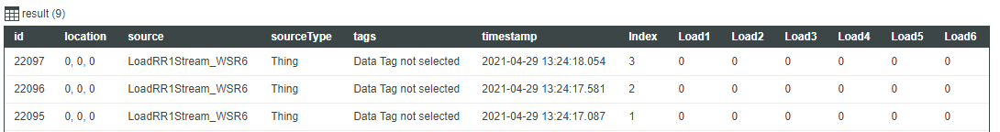 result (9)
id location source sourceType tags timestamp Index Load1 Load2 Load3 Load4 Load5 Load6
22097 0, 0, 0 LoadRR1Stream_WSR6 Thing Data Tag not selected 2021-04-29 13:24:18.054 3 0 0 0 0 0 0
22096 0, 0, 0 LoadRR1Stream_WSR6 Thing Data Tag not selected 2021-04-29 13:24:17.581 2 0 0 0 0 0 0
22095 0, 0, 0 LoadRR1Stream_WSR6 Thing Data Tag not selected 2021-04-29 13:24:17.087 1 0 0 0 0 0 0